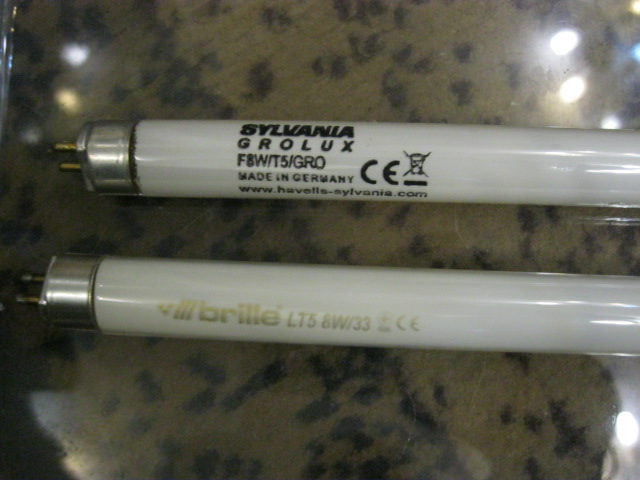 SYLVANIA
GROLUX
F8W/T5/GRO
MADE IN GERMANY CE
www.havells-sylvania.com
brille LT5 8W/33 CE